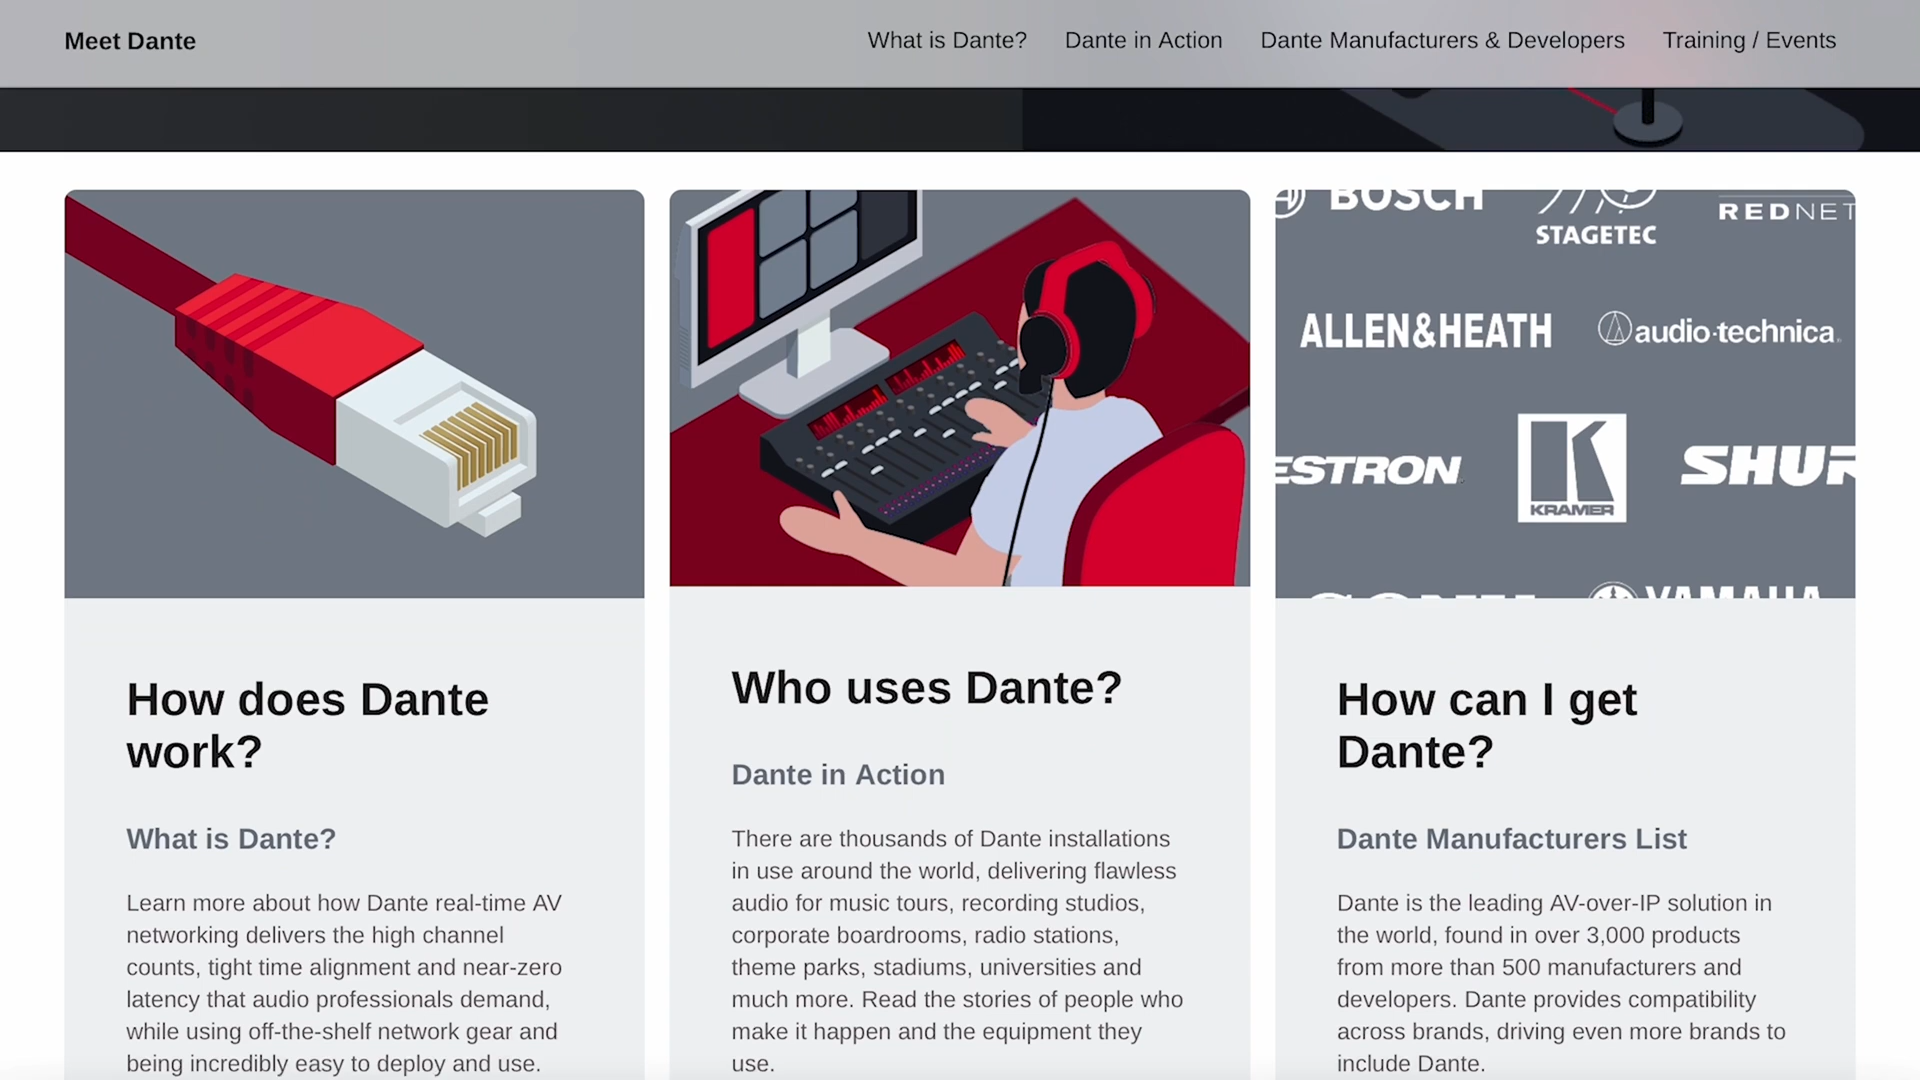 Meet Dante
What is Dante?
Dante in Action
Dante Manufacturers & Developers
Training / Events
BOSCH
STAGETEC
REDNET
ALLEN&HEATH
audio-technica
ESTRON
KRAMER
SHUR
YAMAHA
How does Dante
work?
What is Dante?
Learn more about how Dante real-time AV
networking delivers the high channel
counts, tight time alignment and near-zero
latency that audio professionals demand,
while using off-the-shelf network gear and
being incredibly easy to deploy and use.
Who uses Dante?
Dante in Action
There are thousands of Dante installations
in use around the world, delivering flawless
audio for music tours, recording studios,
corporate boardrooms, radio stations,
theme parks, stadiums, universities and
much more. Read the stories of people who
make it happen and the equipment they
use.
How can I get
Dante?
Dante Manufacturers List
Dante is the leading AV-over-IP solution in
the world, found in over 3,000 products
from more than 500 manufacturers and
developers. Dante provides compatibility
across brands, driving even more brands to
include Dante.